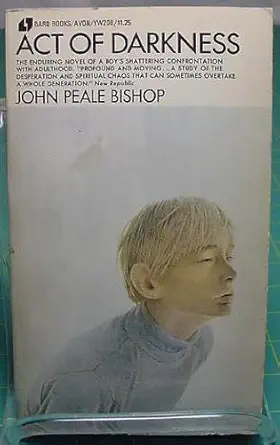 BARD BOOKS/AVON/YW208/$1.25
ACT OF DARKNESS
THE ENDURING NOVEL OF A BOY'S SHATTERING CONFRONTATION
WITH ADULTHOOD. "PROFOUND AND MOVING...A STUDY OF THE
DESPERATION AND SPIRITUAL CHAOS THAT CAN SOMETIMES OVERTAKE
A WHOLE GENERATION." New Republic
JOHN PEALE BISHOP